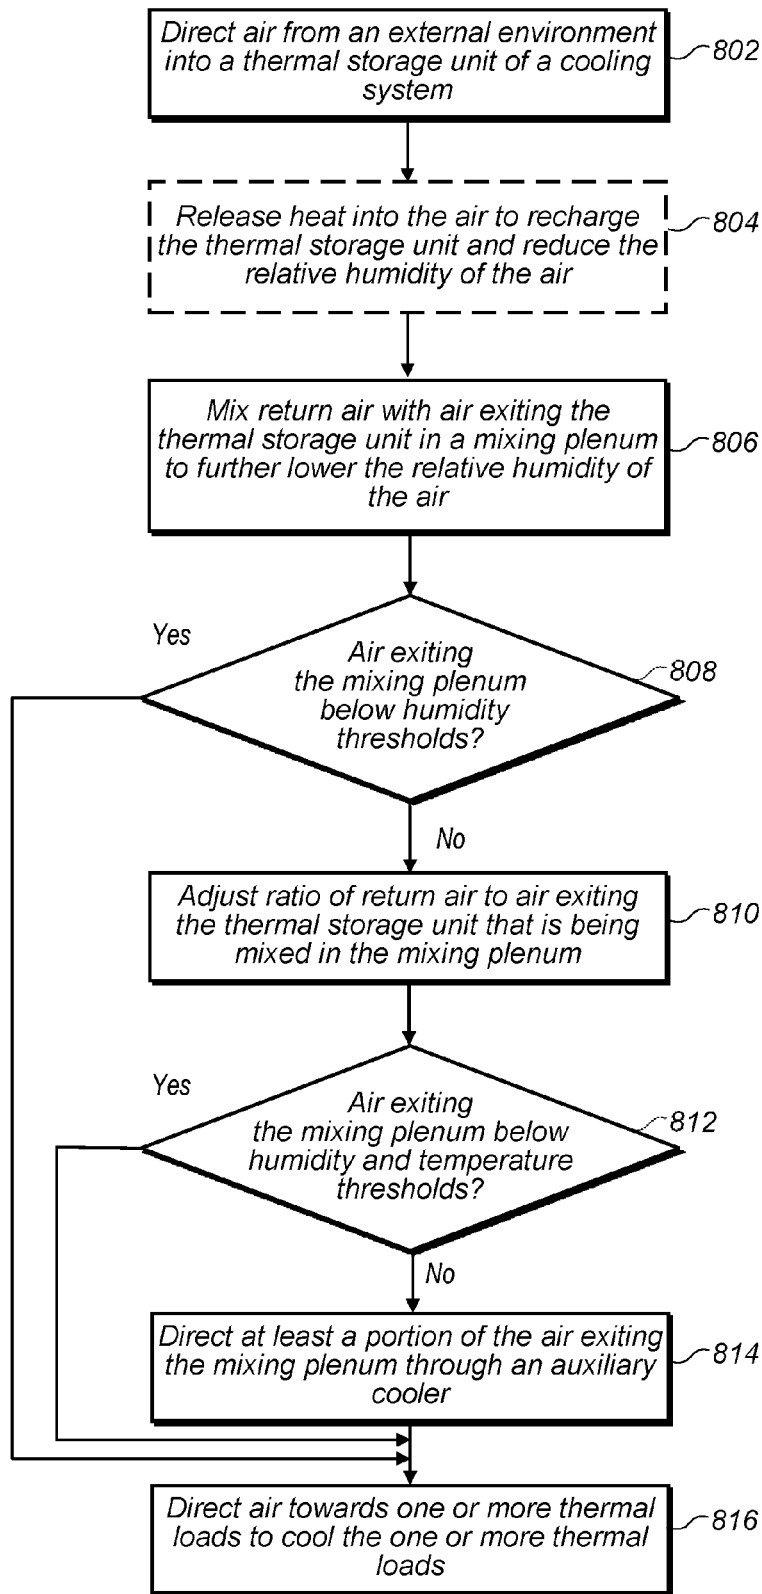 Direct air from an external environment
into a thermal storage unit of a cooling
system
802
Release heat into the air to recharge
the thermal storage unit and reduce the
relative humidity of the air
804
Mix return air with air exiting the
thermal storage unit in a mixing plenum
to further lower the relative humidity of
the air
806
Yes
Air exiting
the mixing plenum
below humidity
thresholds?
808
No
Adjust ratio of return air to air exiting
the thermal storage unit that is being
mixed in the mixing plenum
810
Yes
Air exiting
the mixing plenum below
humidity and temperature
thresholds?
812
No
Direct at least a portion of the air exiting
the mixing plenum through an auxiliary
cooler
814
Direct air towards one or more thermal
loads to cool the one or more thermal
loads
816